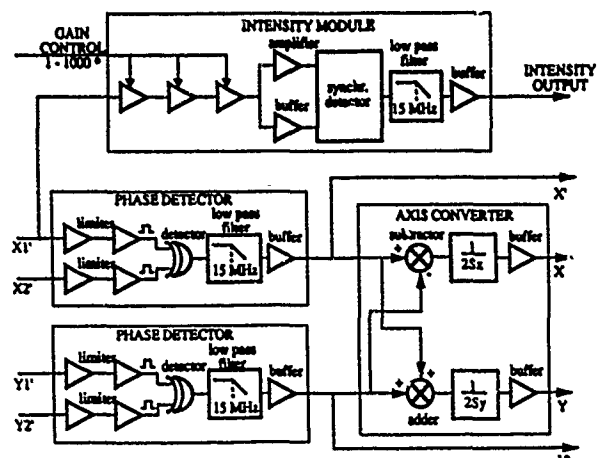 INTENSITY MODULE
GAIN
CONTROL
1 - 1000
amplifier
low pass
filter
buffer
INTENSITY
OUTPUT
synchr.
detector
15 MHz
buffer
X'
PHASE DETECTOR
limiter
detector
low pass
filter
buffer
X1'
limiter
X2'
15 MHz
AXIS CONVERTER
subtractor
+
-
1
2Sx
buffer
X
PHASE DETECTOR
limiter
detector
low pass
filter
buffer
Y1'
limiter
Y2'
15 MHz
+
+
adder
1
2Sy
buffer
Y